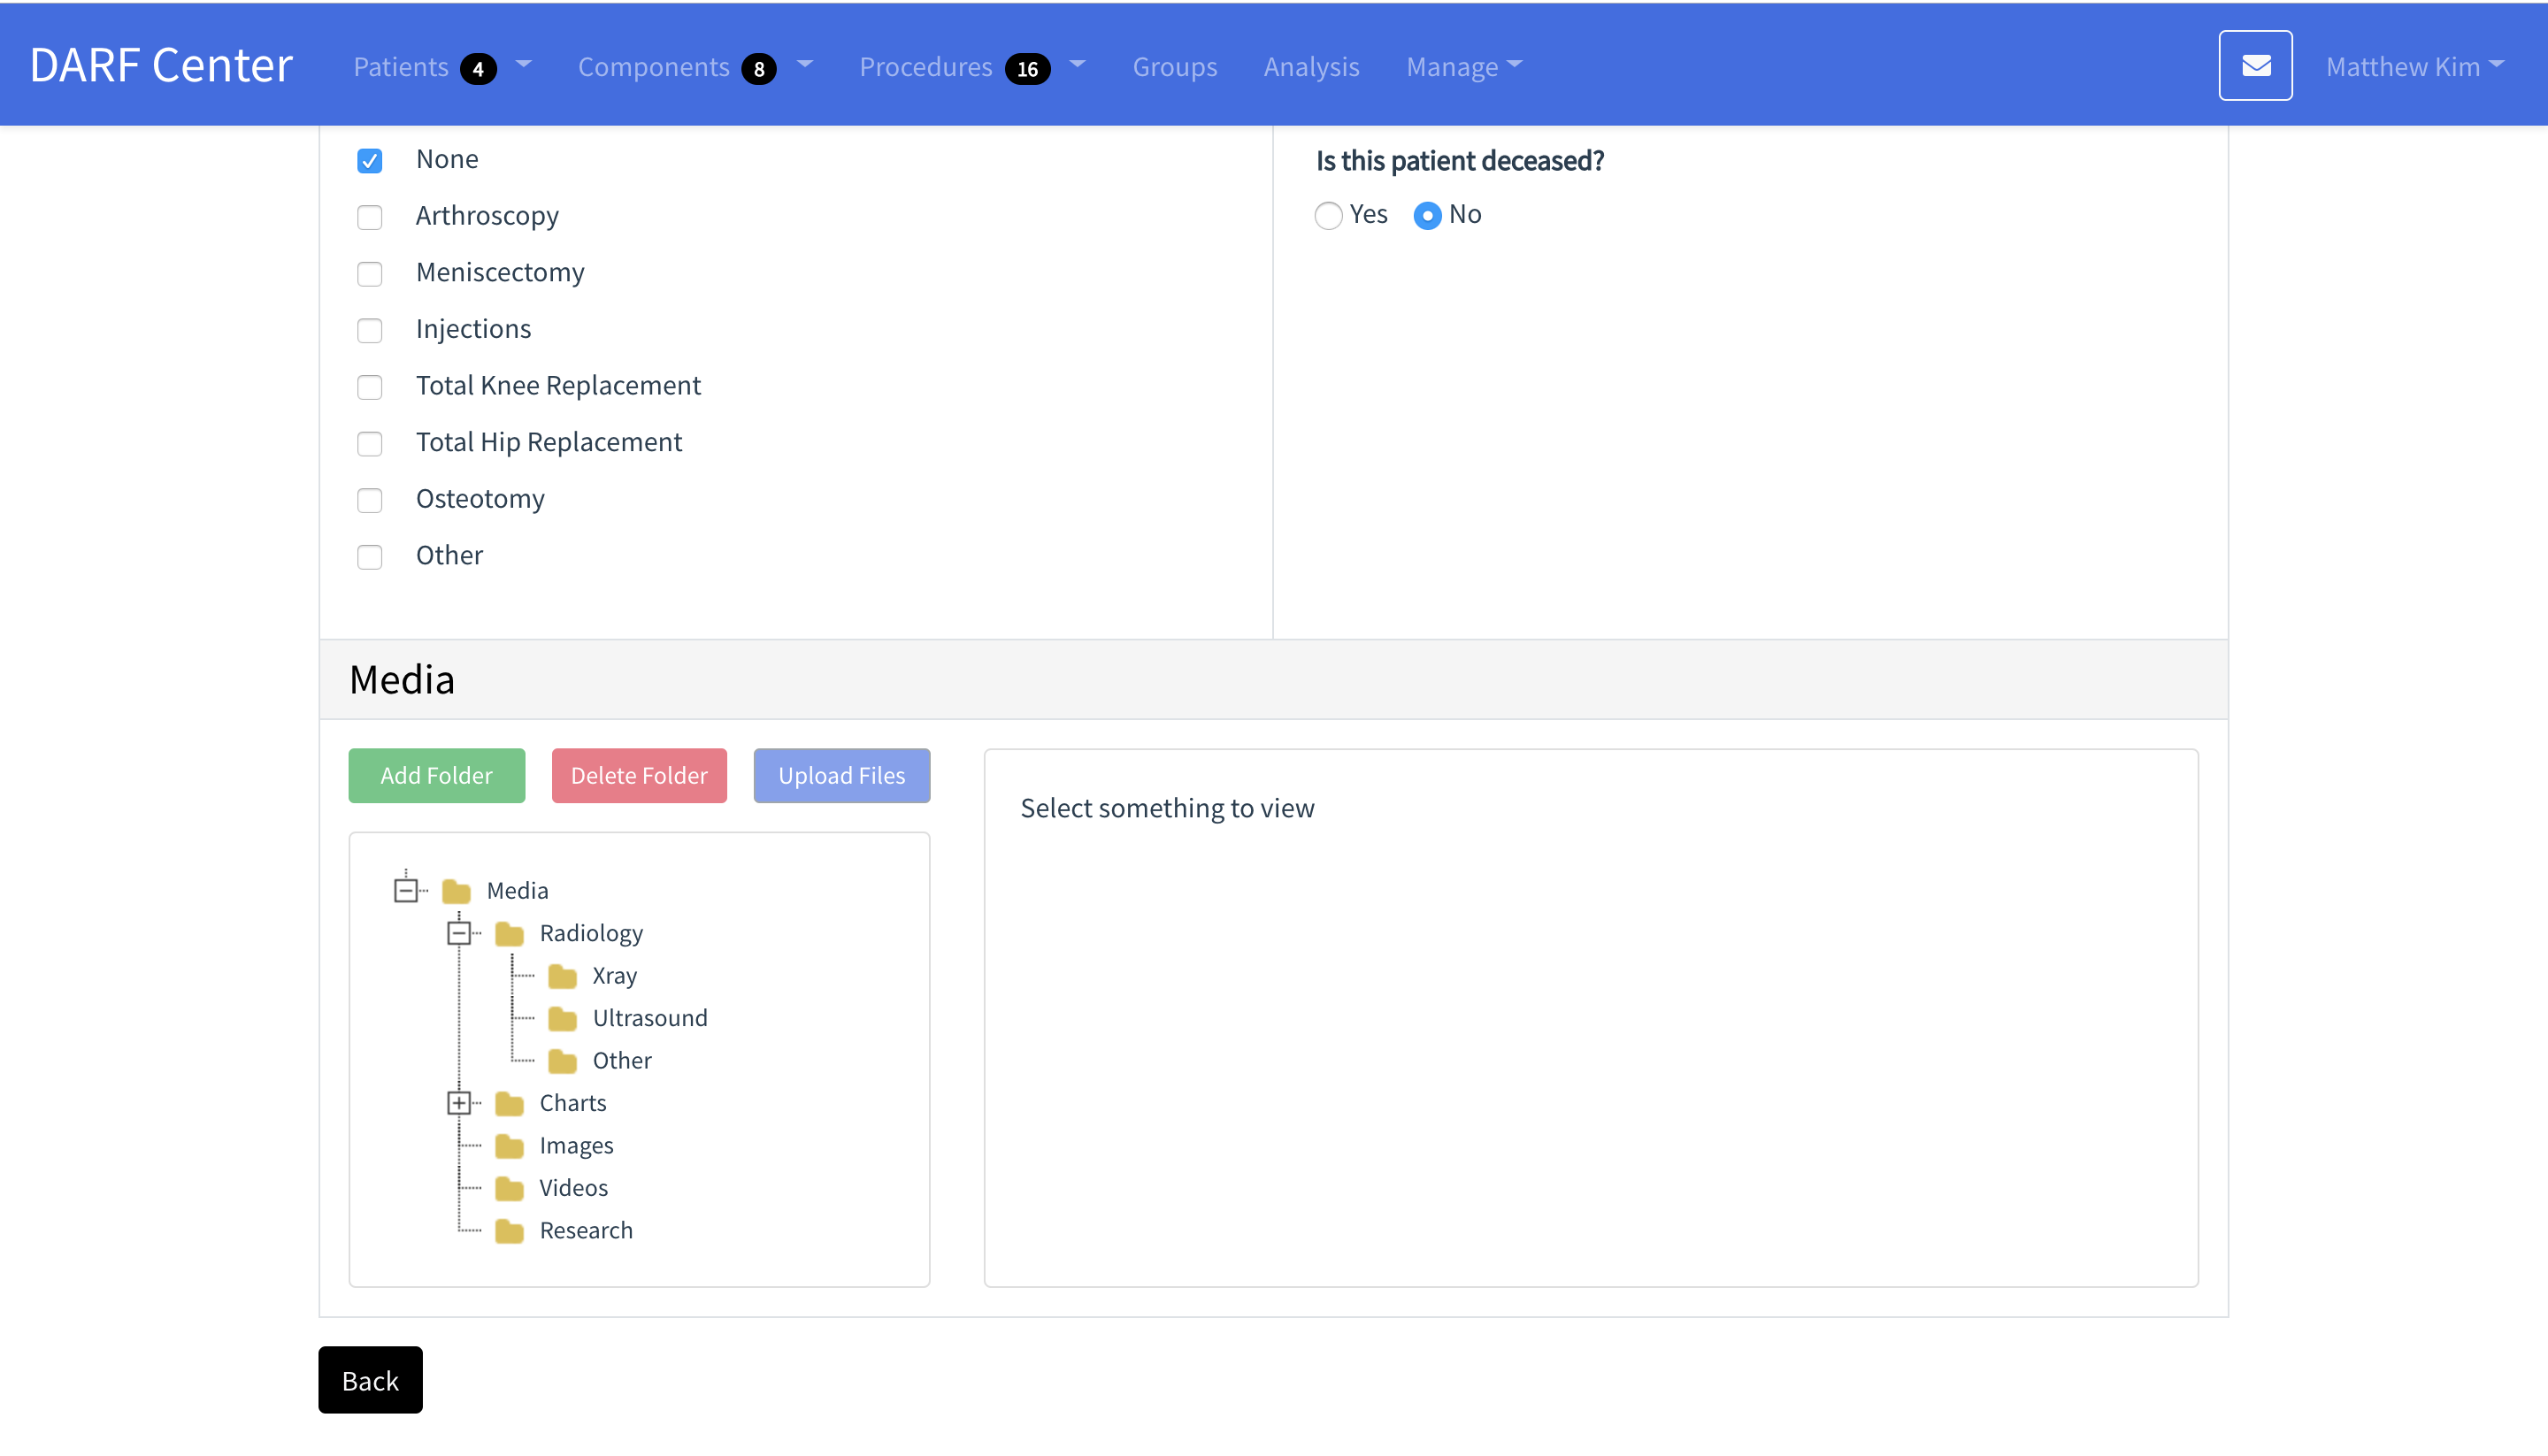 DARF Center Patients 4 Components 8 Procedures 16 Groups Analysis Manage Matthew Kim
None
Arthroscopy
Meniscectomy
Injections
Total Knee Replacement
Total Hip Replacement
Osteotomy
Other
Is this patient deceased?
Yes No
Media
Add Folder Delete Folder Upload Files
Media
Radiology
Xray
Ultrasound
Other
Charts
Images
Videos
Research
Select something to view
Back